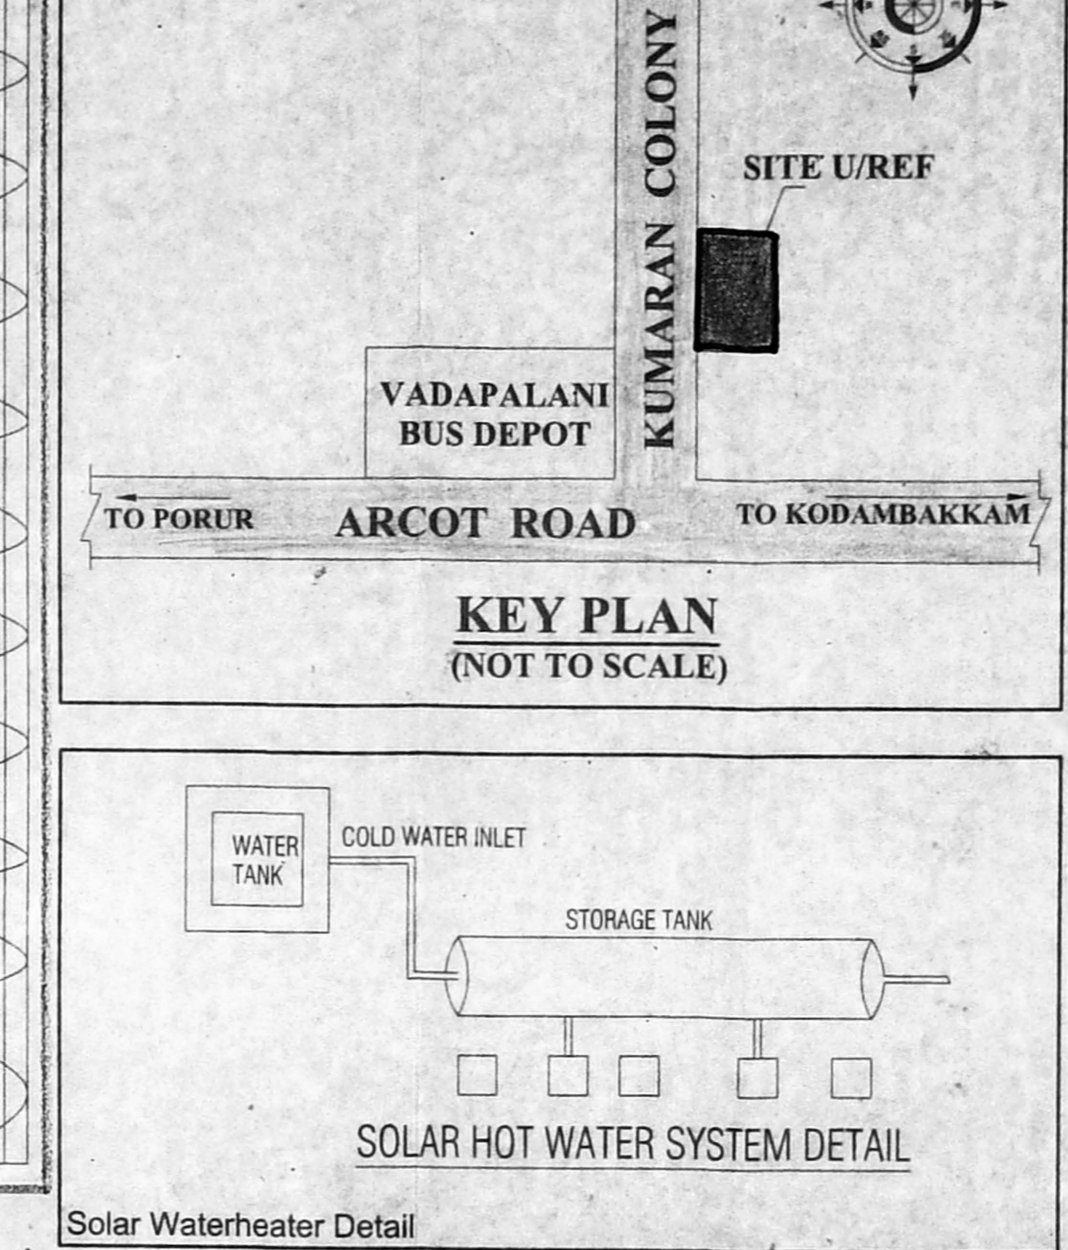 KUMARAN COLONY
SITE U/REF
VADAPALANI
BUS DEPOT
TO PORUR
ARCOT ROAD
TO KODAMBAKKAM
KEY PLAN
(NOT TO SCALE)
WATER
TANK
COLD WATER INLET
STORAGE TANK
SOLAR HOT WATER SYSTEM DETAIL
Solar Waterheater Detail